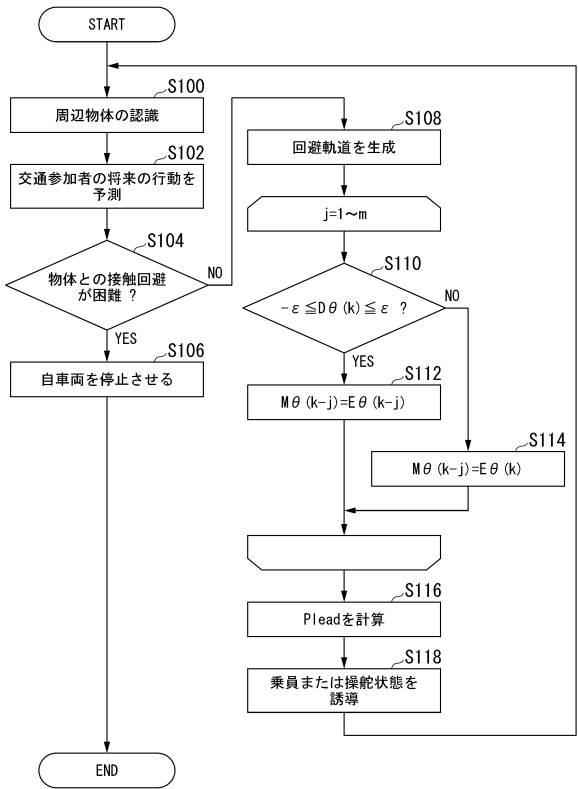 START
S100
周辺物体の認識
S102
交通参加者の将来の行動を
予測
S104
物体との接触回避
が困難 ?
NO
YES
S106
自車両を停止させる
S108
回避軌道を生成
j=1～m
S110
-ε≦Dθ(k)≦ε ?
NO
YES
S112
Mθ(k-j)=Eθ(k-j)
S114
Mθ(k-j)=Eθ(k)
S116
Pleadを計算
S118
乗員または操舵状態を
誘導
END